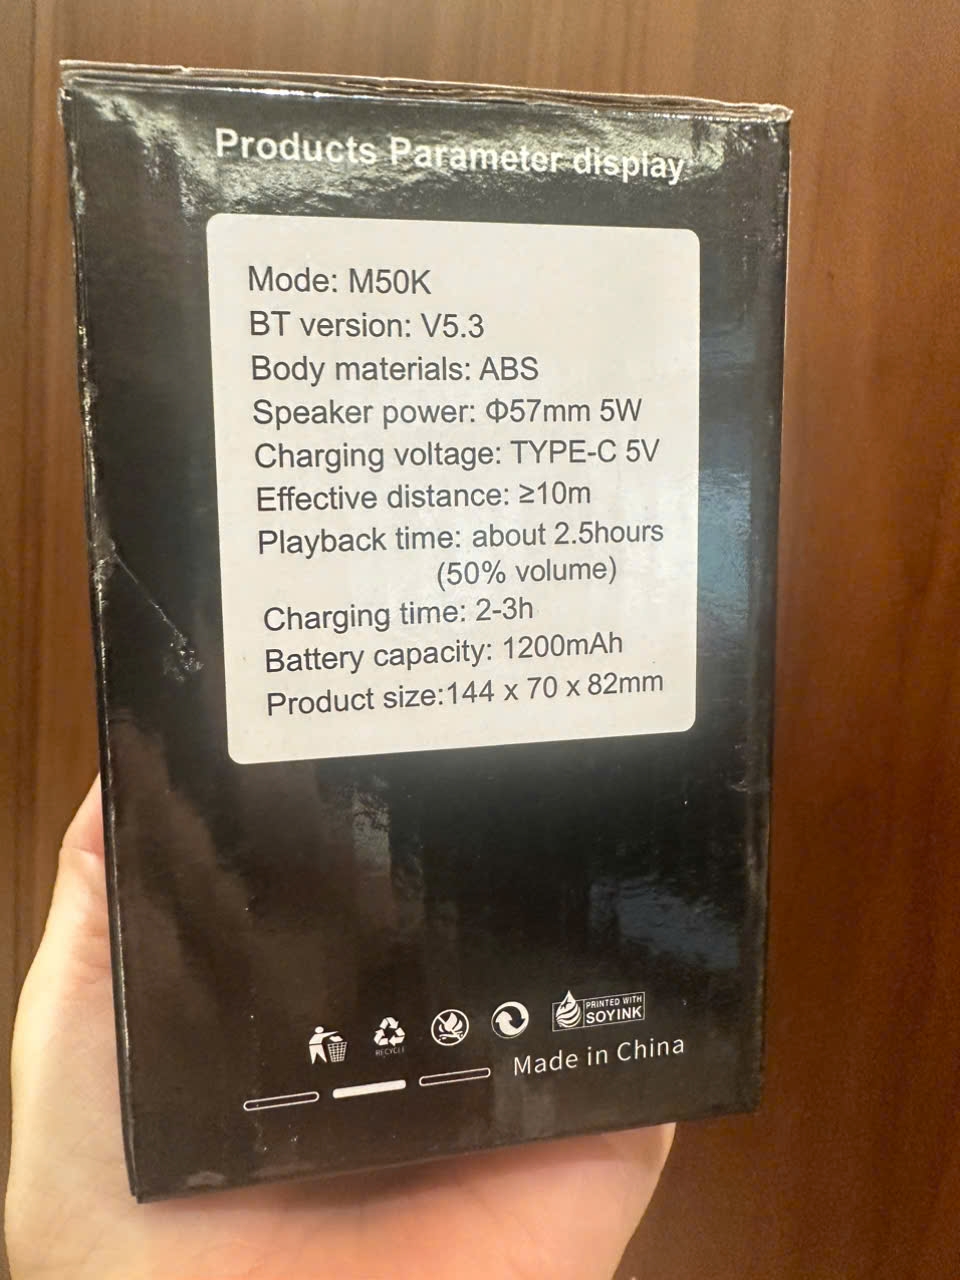 Products Parameter display
Mode: M50K
BT version: V5.3
Body materials: ABS
Speaker power: Φ57mm 5W
Charging voltage: TYPE-C 5V
Effective distance: ≥10m
Playback time: about 2.5hours
(50% volume)
Charging time: 2-3h
Battery capacity: 1200mAh
Product size:144 x 70 x 82mm
RECYCLE
PRINTED WITH
SOYINK
Made in China